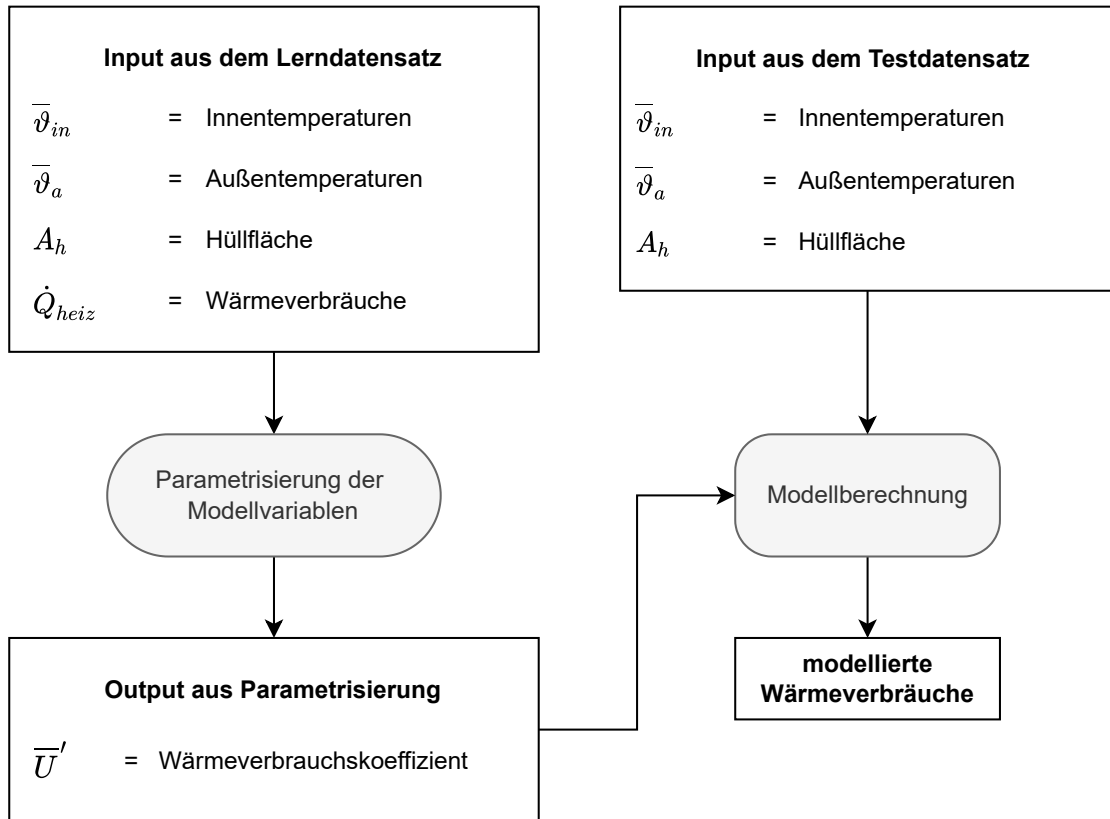 Input aus dem Lerndatensatz
ϑ̅_in = Innentemperaturen
ϑ̅_a = Außentemperaturen
A_h = Hüllfläche
Q̇_heiz = Wärmeverbräuche
Input aus dem Testdatensatz
ϑ̅_in = Innentemperaturen
ϑ̅_a = Außentemperaturen
A_h = Hüllfläche
Parametrisierung der
Modellvariablen
Modellberechnung
Output aus Parametrisierung
U̅′ = Wärmeverbrauchskoeffizient
modellierte
Wärmeverbräuche